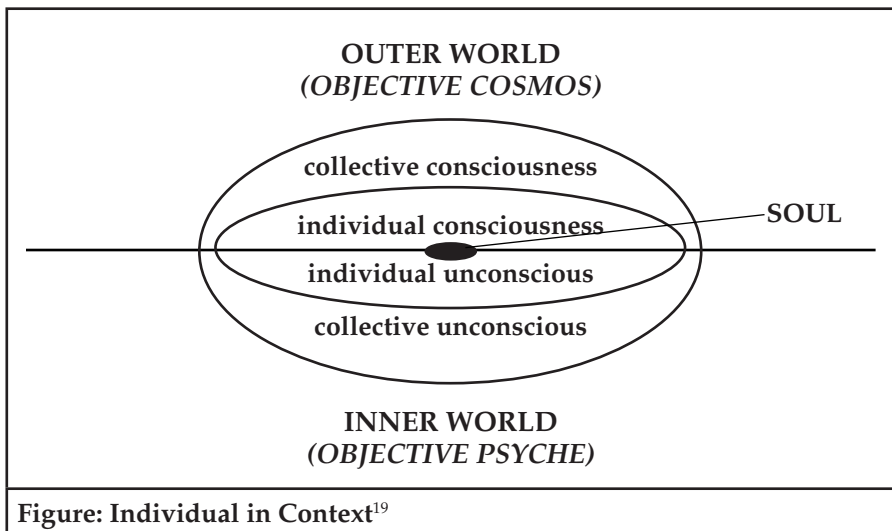 OUTER WORLD
(OBJECTIVE COSMOS)
collective consciousness
individual consciousness
SOUL
individual unconscious
collective unconscious
INNER WORLD
(OBJECTIVE PSYCHE)
Figure: Individual in Context19